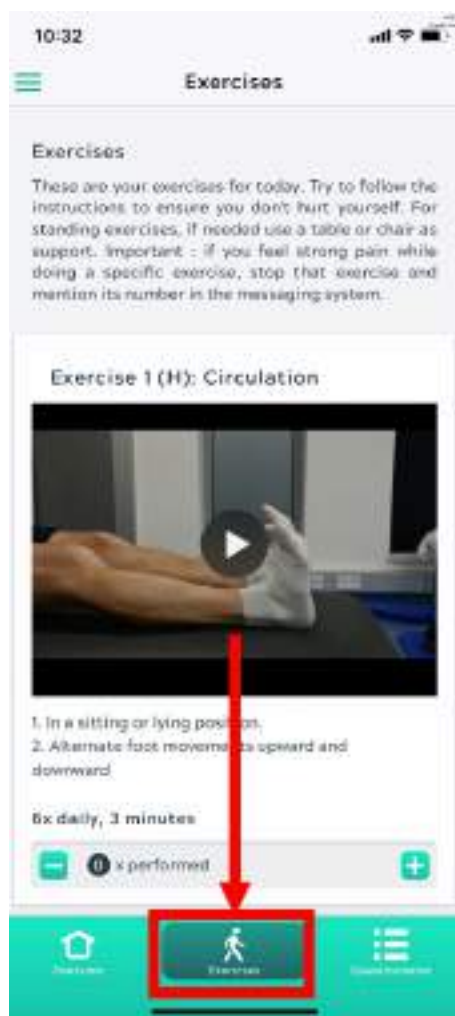 10:32
Exercises
Exercises
These are your exercises for today. Try to follow the
instructions to ensure you don't hurt yourself. For
standing exercises, if needed use a table or chair as
support. Important : if you feel strong pain while
doing a specific exercise, stop that exercise and
mention its number in the messaging system.
Exercise 1 (H): Circulation
1. In a sitting or lying position.
2. Alternate foot movements upward and
downward
6x daily, 3 minutes
0 x performed
Exercises